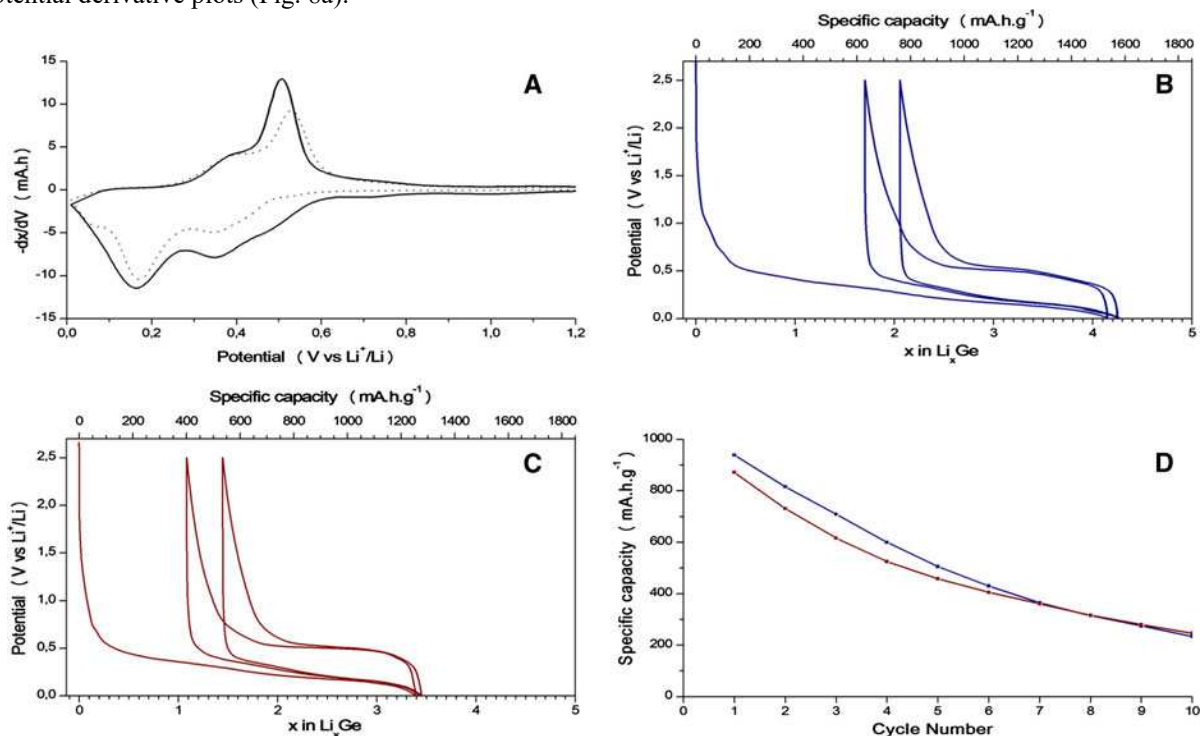 potential derivative plots (Fig. 6a).
15
10
5
0
-5
-10
-15
-dx/dV (mA.h)
A
0,0 0,2 0,4 0,6 0,8 1,0 1,2
Potential (V vs Li+/Li)
Specific capacity (mA.h.g-1)
0 200 400 600 800 1000 1200 1400 1600 1800
2,5
2,0
1,5
1,0
0,5
0,0
Potential (V vs Li+/Li)
B
0 1 2 3 4 5
x in LixGe
Specific capacity (mA.h.g-1)
0 200 400 600 800 1000 1200 1400 1600 1800
2,5
2,0
1,5
1,0
0,5
0,0
Potential (V vs Li+/Li)
C
0 1 2 3 4 5
x in LixGe
1000
800
600
400
200
0
Specific capacity (mA.h.g-1)
D
0 1 2 3 4 5 6 7 8 9 10
Cycle Number